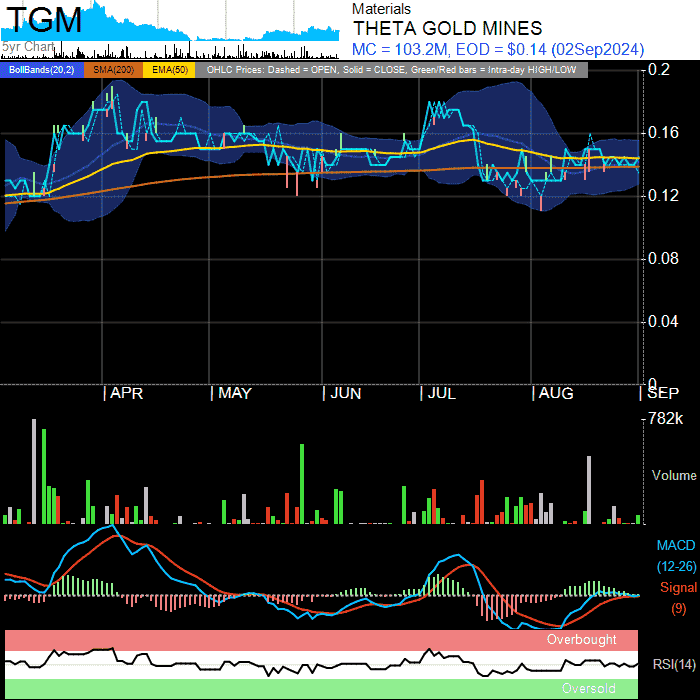 TGM
5yr Chart
Materials
THETA GOLD MINES
MC = 103.2M, EOD = $0.14 (02Sep2024)
BollBands(20,2) SMA(200) EMA(50) OHLC Prices: Dashed = OPEN, Solid = CLOSE, Green/Red bars = Intra-day HIGH/LOW
0.2
0.16
0.12
0.08
0.04
0
APR MAY JUN JUL AUG SEP
782k
Volume
MACD
(12-26)
Signal
(9)
Overbought
RSI(14)
Oversold